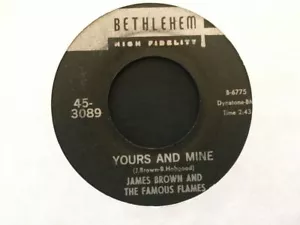 BETHLEHEM
HIGH FIDELITY
45-
3089
B-6775
Dynatone-BMI
Time 2:43
YOURS AND MINE
(J.Brown-B.Hobgood)
JAMES BROWN AND
THE FAMOUS FLAMES